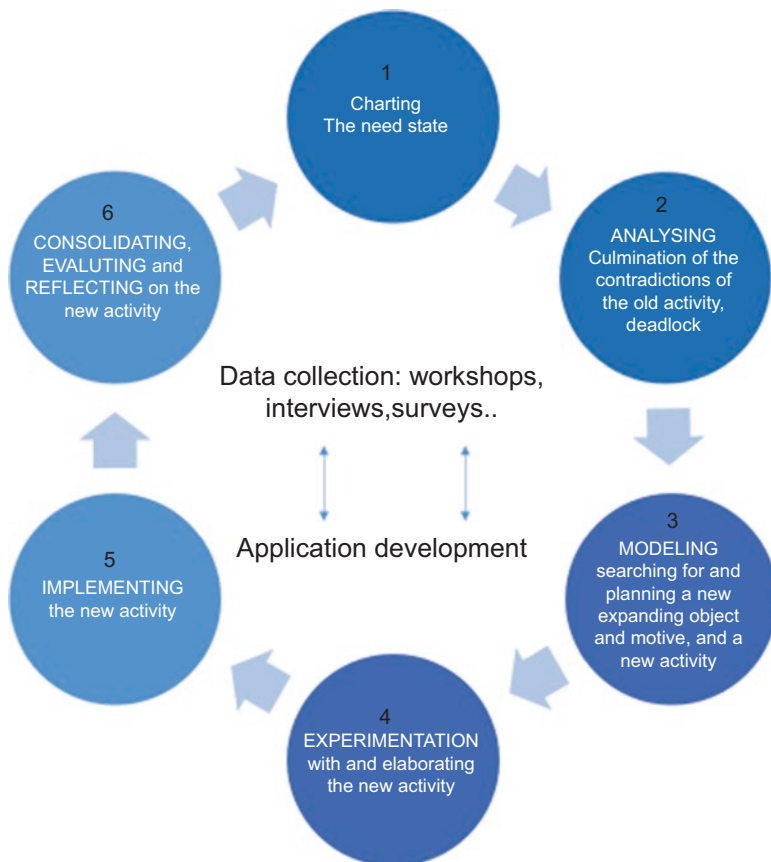 1
Charting
The need state
2
ANALYSING
Culmination of the
contradictions of
the old activity,
deadlock
3
MODELING
searching for and
planning a new
expanding object
and motive, and a
new activity
4
EXPERIMENTATION
with and elaborating
the new activity
5
IMPLEMENTING
the new activity
6
CONSOLIDATING,
EVALUTING and
REFLECTING on the
new activity
Data collection: workshops,
interviews,surveys..
Application development